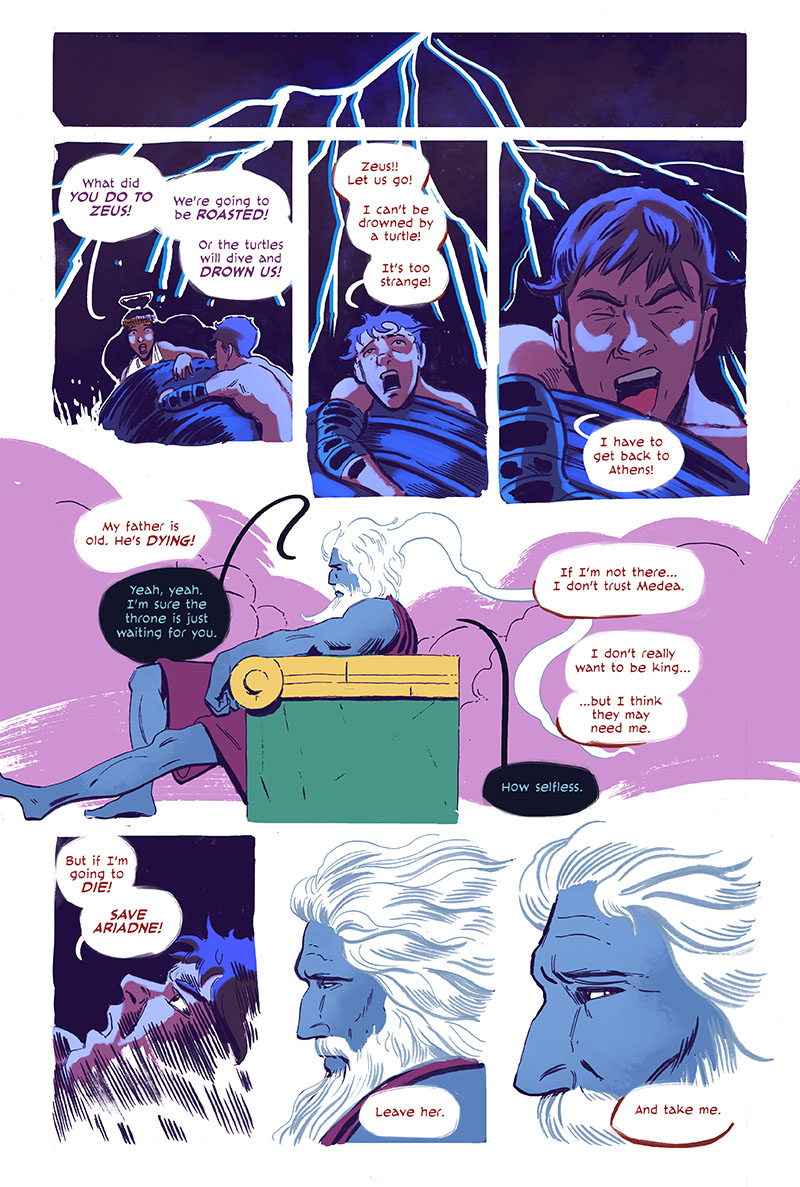 What did
YOU DO TO
ZEUS!
We're going to
be ROASTED!
Or the turtles
will dive and
DROWN US!
Zeus!!
Let us go!
I can't be
drowned by
a turtle!
It's too
strange!
I have to
get back to
Athens!
My father is
old. He's DYING!
Yeah, yeah.
I'm sure the
throne is just
waiting for you.
If I'm not there...
I don't trust Medea.
I don't really
want to be king...
...but I think
they may
need me.
How selfless.
But if I'm
going to
DIE!
SAVE
ARIADNE!
Leave her.
And take me.